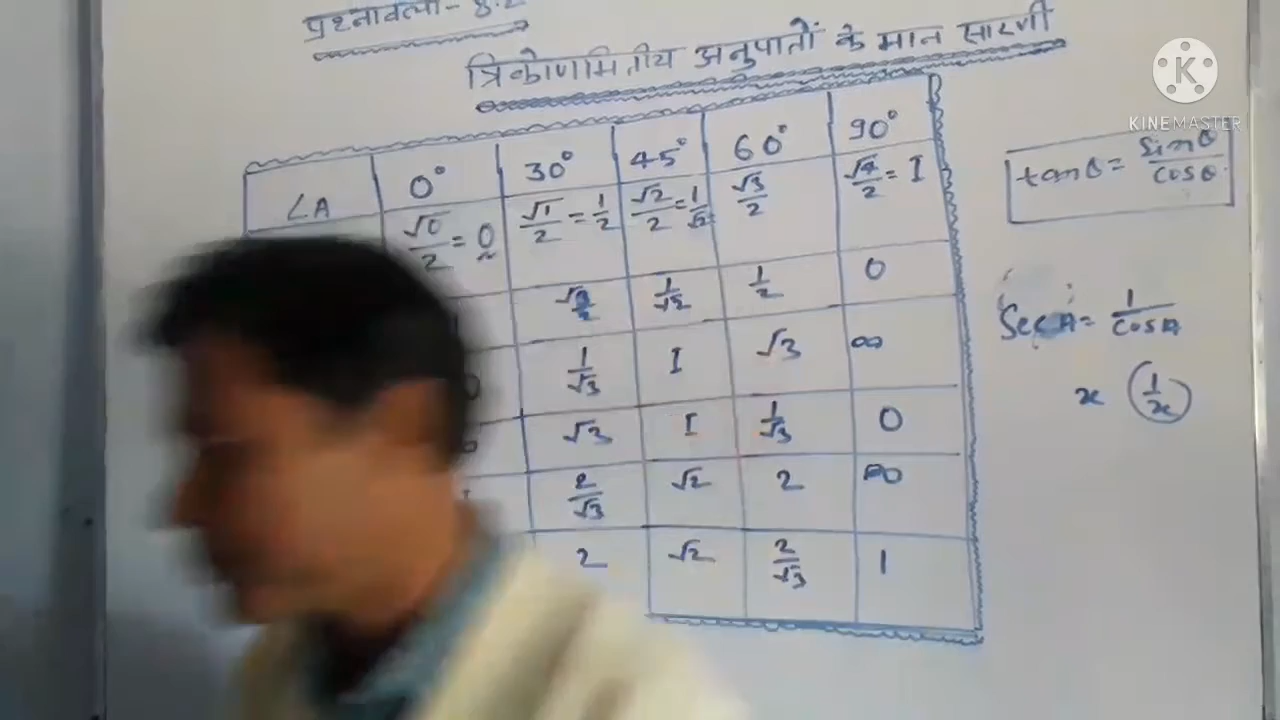 प्रश्नावली - 8.2
त्रिकोणमितीय अनुपातों के मान सारणी
KINEMASTER
∠A 0° 30° 45° 60° 90°
√0/2 = 0 √1/2 = 1/2 √2/2 = 1/√2 √3/2 √4/2 = 1
√3/2 1/√2 1/2 0
1/√3 1 √3 ∞
√3 1 1/√3 0
2/√3 √2 2 ∞
2 √2 2/√3 1
tanθ = sinθ/cosθ
Sec A = 1/cosA
x (1/x)